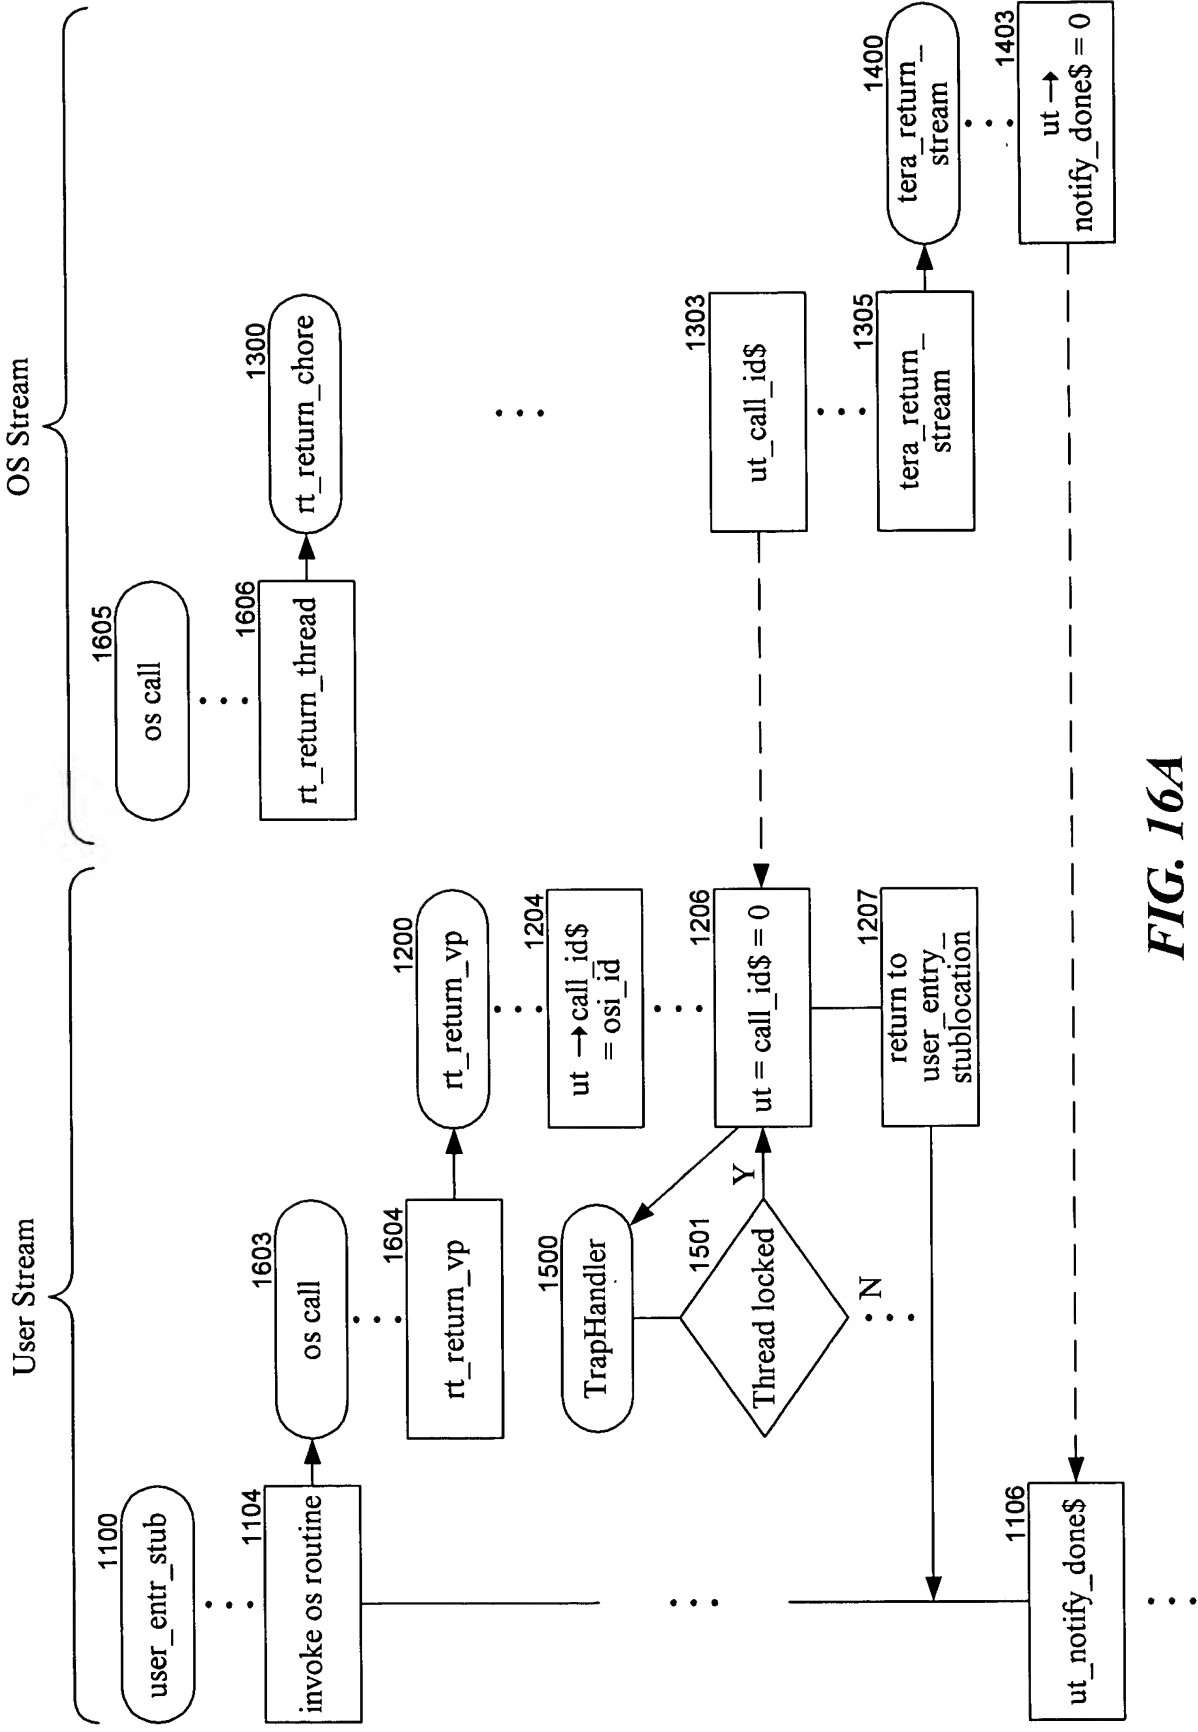 User Stream
OS Stream
1100
user_entr_stub
1104
invoke os routine
1603
os call
1604
rt_return_vp
1200
rt_return_vp
1204
ut →call_id$
= osi_id
1500
TrapHandler
1501
Thread locked
Y
N
1206
ut = call_id$ = 0
1207
return to
user_entry_
stublocation
1106
ut_notify_done$
1605
os call
1606
rt_return_thread
1300
rt_return_chore
1303
ut_call_id$
1305
tera_return_
stream
1400
tera_return_
stream
1403
ut →
notify_done$ = 0
FIG. 16A